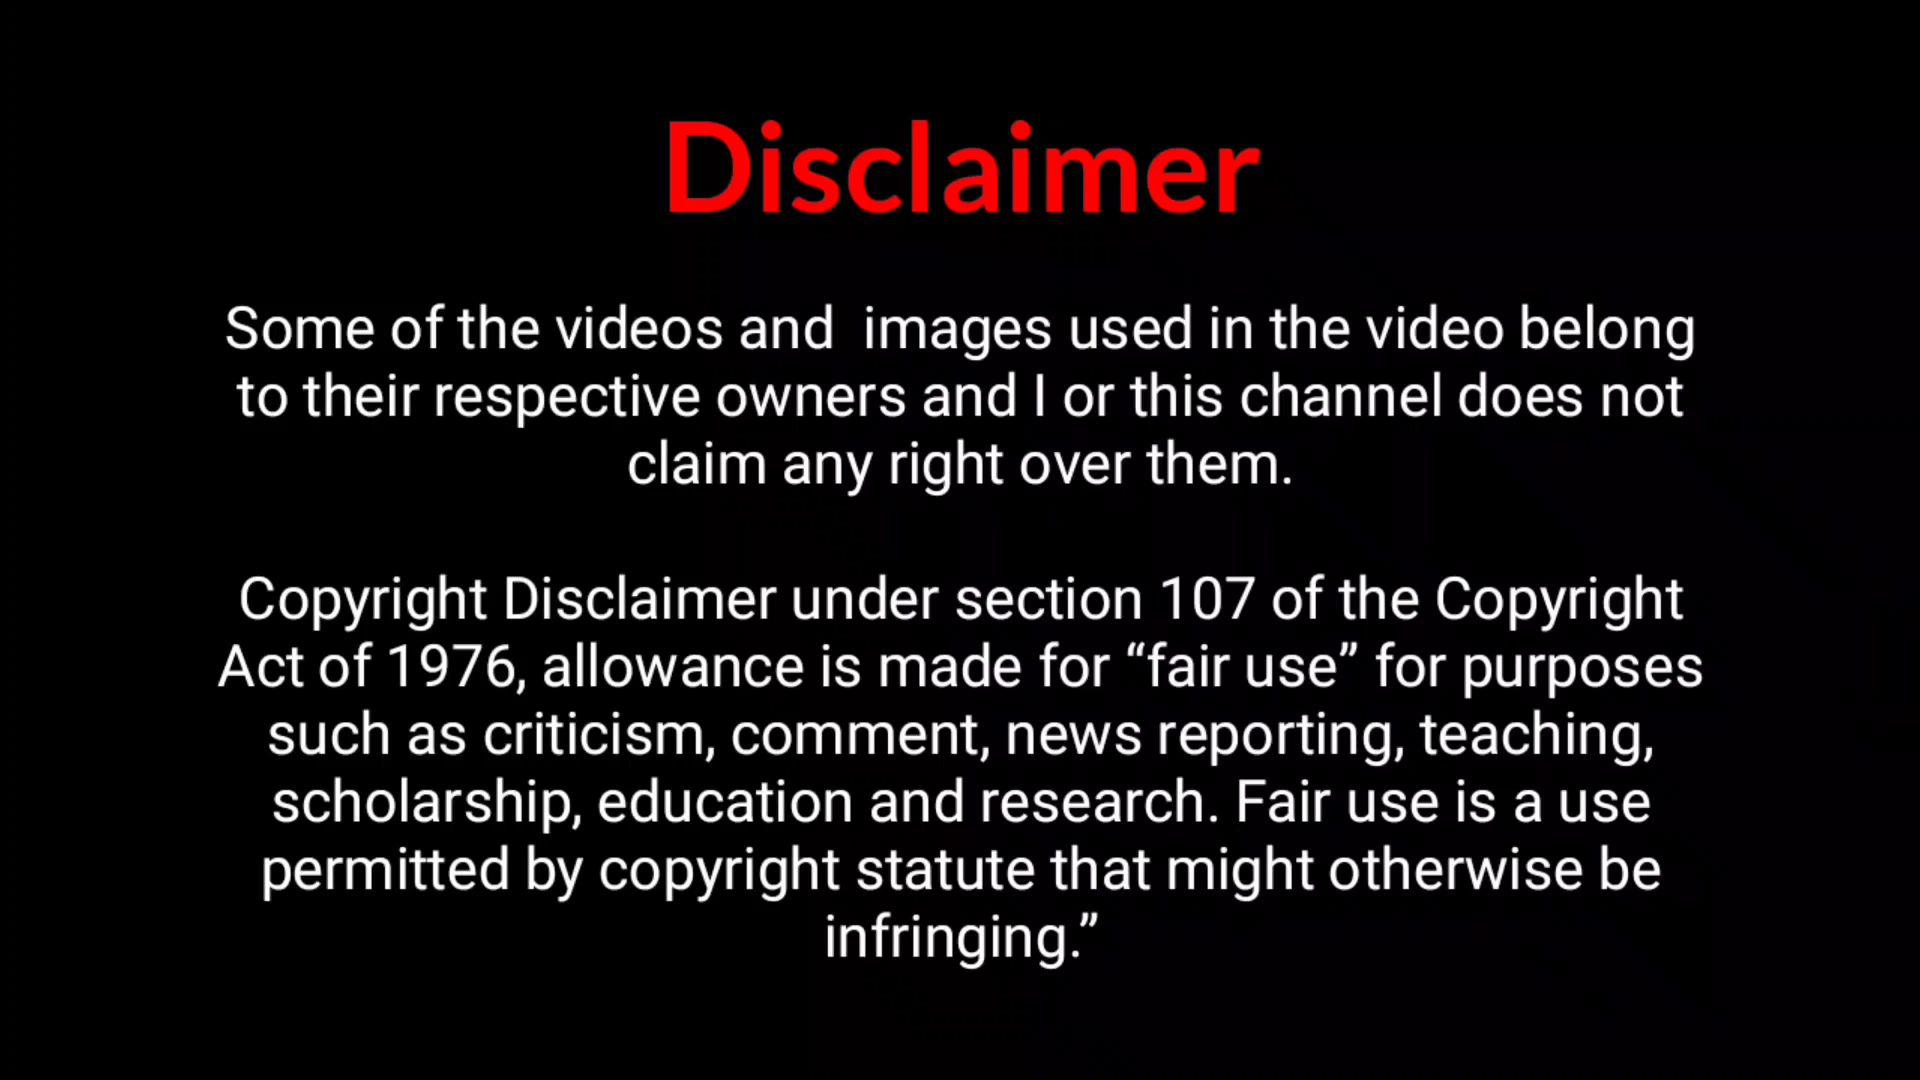 Disclaimer
Some of the videos and  images used in the video belong
to their respective owners and I or this channel does not
claim any right over them.
Copyright Disclaimer under section 107 of the Copyright
Act of 1976, allowance is made for “fair use” for purposes
such as criticism, comment, news reporting, teaching,
scholarship, education and research. Fair use is a use
permitted by copyright statute that might otherwise be
infringing.”